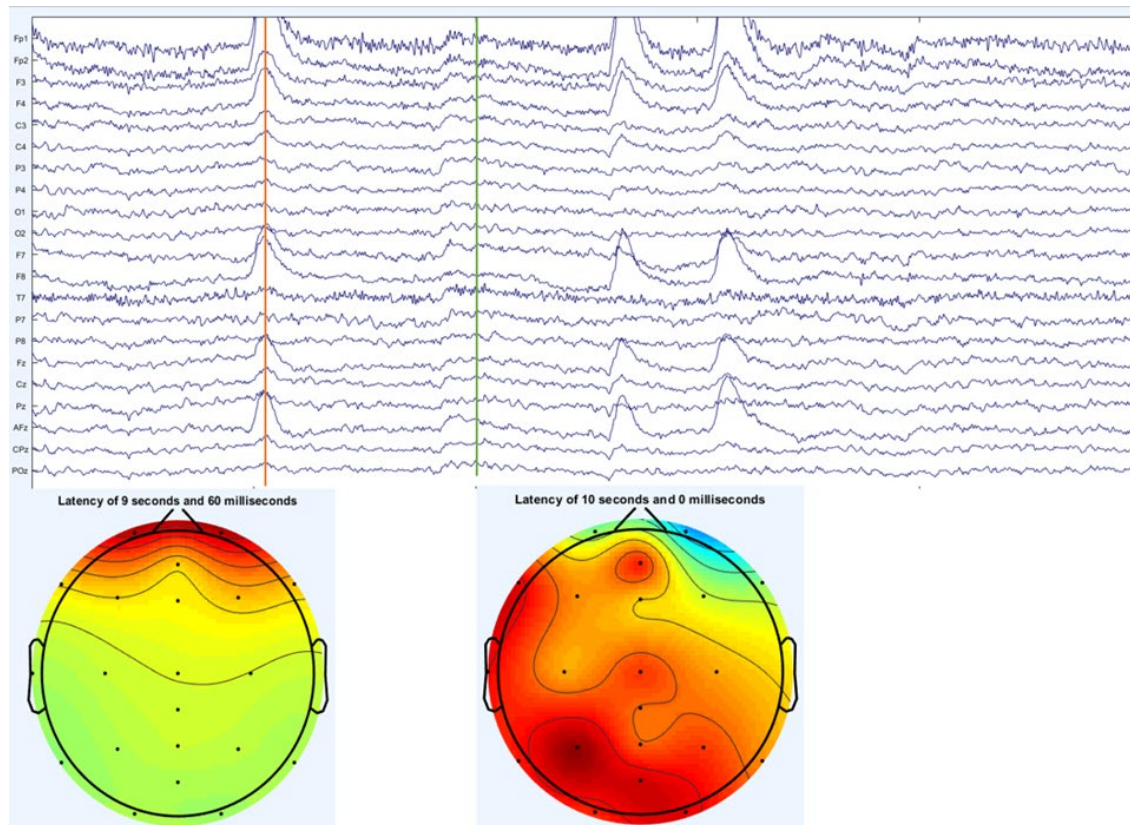 Fp1
Fp2
F3
F4
C3
C4
P3
P4
O1
O2
F7
F8
T7
P7
P8
Fz
Cz
Pz
AFz
CPz
POz
Latency of 9 seconds and 60 milliseconds
Latency of 10 seconds and 0 milliseconds